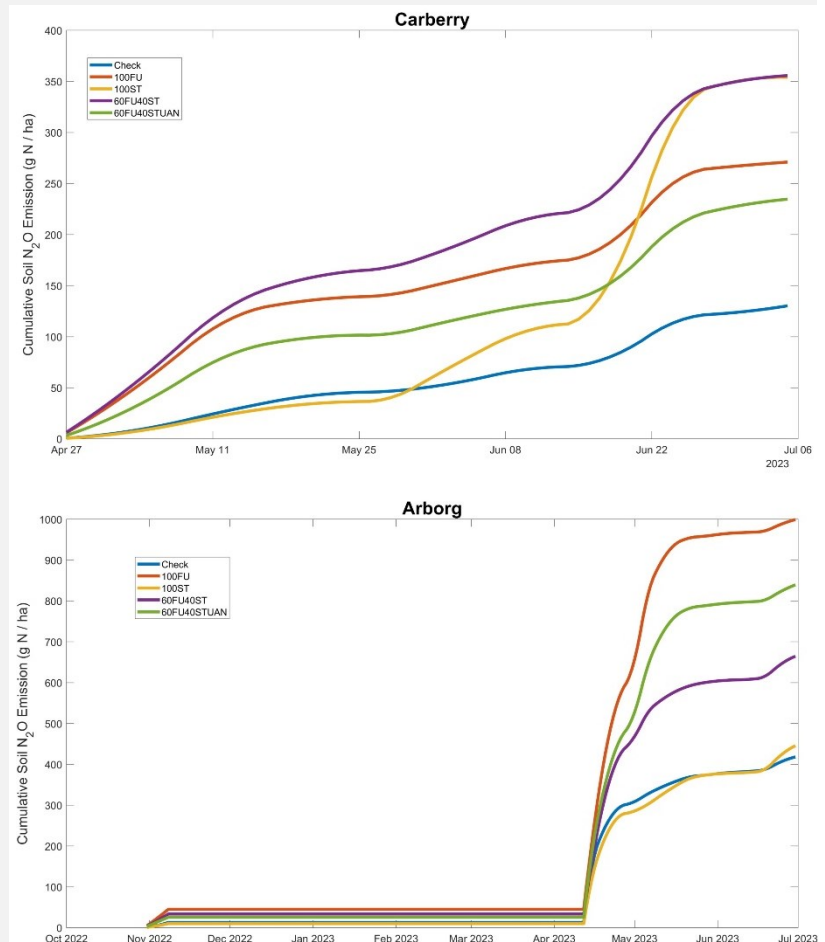 Carberry
Cumulative Soil N2O Emission (g N / ha)
400
350
300
250
200
150
100
50
0
Check
100FU
100ST
60FU40ST
60FU40STUAN
Apr 27 May 11 May 25 Jun 08 Jun 22 Jul 06
2023
Arborg
Cumulative Soil N2O Emission (g N / ha)
1000
900
800
700
600
500
400
300
200
100
0
Check
100FU
100ST
60FU40ST
60FU40STUAN
Oct 2022 Nov 2022 Dec 2022 Jan 2023 Feb 2023 Mar 2023 Apr 2023 May 2023 Jun 2023 Jul 2023